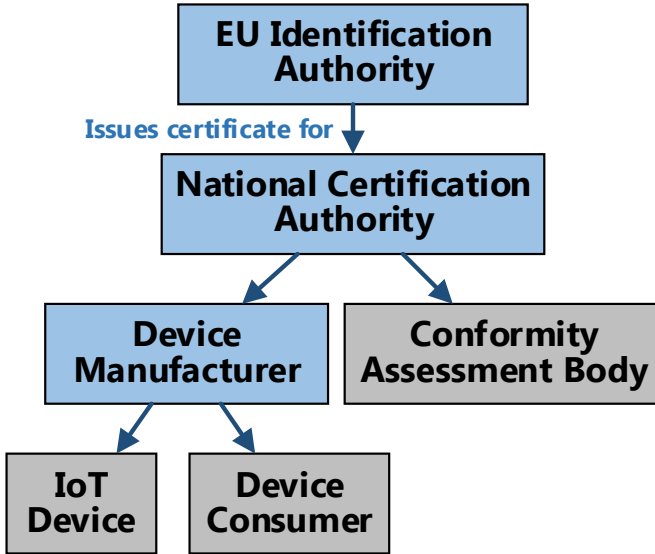 EU Identification
Authority
Issues certificate for
National Certification
Authority
Device
Manufacturer
Conformity
Assessment Body
IoT
Device
Device
Consumer